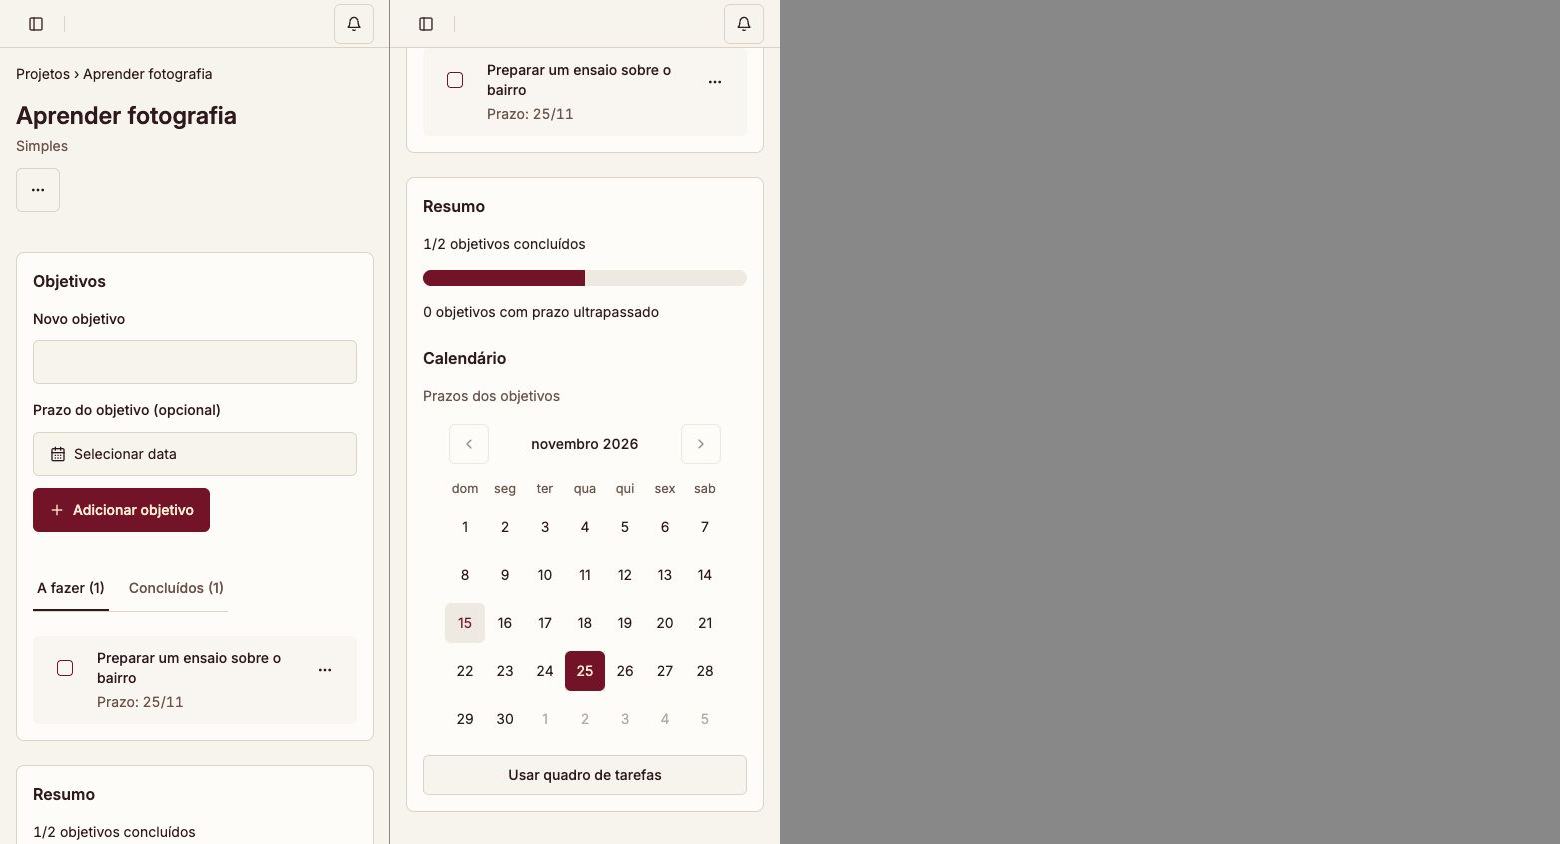 Projetos › Aprender fotografia
Aprender fotografia
Simples
Objetivos
Novo objetivo
Prazo do objetivo (opcional)
Selecionar data
Adicionar objetivo
A fazer (1) Concluídos (1)
Preparar um ensaio sobre o
bairro
Prazo: 25/11
Resumo
1/2 objetivos concluídos
Preparar um ensaio sobre o
bairro
Prazo: 25/11
Resumo
1/2 objetivos concluídos
0 objetivos com prazo ultrapassado
Calendário
Prazos dos objetivos
novembro 2026
dom seg ter qua qui sex sab
1 2 3 4 5 6 7
8 9 10 11 12 13 14
15 16 17 18 19 20 21
22 23 24 25 26 27 28
29 30 1 2 3 4 5
Usar quadro de tarefas